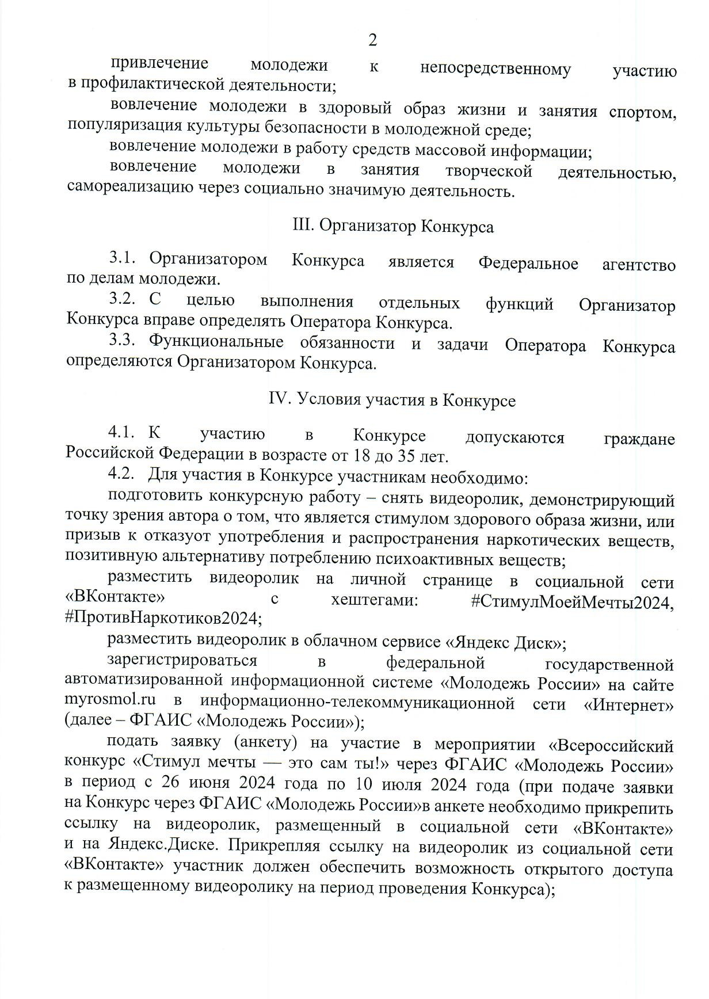 2
привлечение молодежи к непосредственному участию
в профилактической деятельности;
вовлечение молодежи в здоровый образ жизни и занятия спортом,
популяризация культуры безопасности в молодежной среде;
вовлечение молодежи в работу средств массовой информации;
вовлечение молодежи в занятия творческой деятельностью,
самореализацию через социально значимую деятельность.
III. Организатор Конкурса
3.1. Организатором Конкурса является Федеральное агентство
по делам молодежи.
3.2. С целью выполнения отдельных функций Организатор
Конкурса вправе определять Оператора Конкурса.
3.3. Функциональные обязанности и задачи Оператора Конкурса
определяются Организатором Конкурса.
IV. Условия участия в Конкурсе
4.1. К участию в Конкурсе допускаются граждане
Российской Федерации в возрасте от 18 до 35 лет.
4.2. Для участия в Конкурсе участникам необходимо:
подготовить конкурсную работу – снять видеоролик, демонстрирующий
точку зрения автора о том, что является стимулом здорового образа жизни, или
призыв к отказуот употребления и распространения наркотических веществ,
позитивную альтернативу потреблению психоактивных веществ;
разместить видеоролик на личной странице в социальной сети
«ВКонтакте» с хештегами: #СтимулМоейМечты2024,
#ПротивНаркотиков2024;
разместить видеоролик в облачном сервисе «Яндекс Диск»;
зарегистрироваться в федеральной государственной
автоматизированной информационной системе «Молодежь России» на сайте
myrosmol.ru в информационно-телекоммуникационной сети «Интернет»
(далее – ФГАИС «Молодежь России»);
подать заявку (анкету) на участие в мероприятии «Всероссийский
конкурс «Стимул мечты — это сам ты!» через ФГАИС «Молодежь России»
в период с 26 июня 2024 года по 10 июля 2024 года (при подаче заявки
на Конкурс через ФГАИС «Молодежь России»в анкете необходимо прикрепить
ссылку на видеоролик, размещенный в социальной сети «ВКонтакте»
и на Яндекс.Диске. Прикрепляя ссылку на видеоролик из социальной сети
«ВКонтакте» участник должен обеспечить возможность открытого доступа
к размещенному видеоролику на период проведения Конкурса);